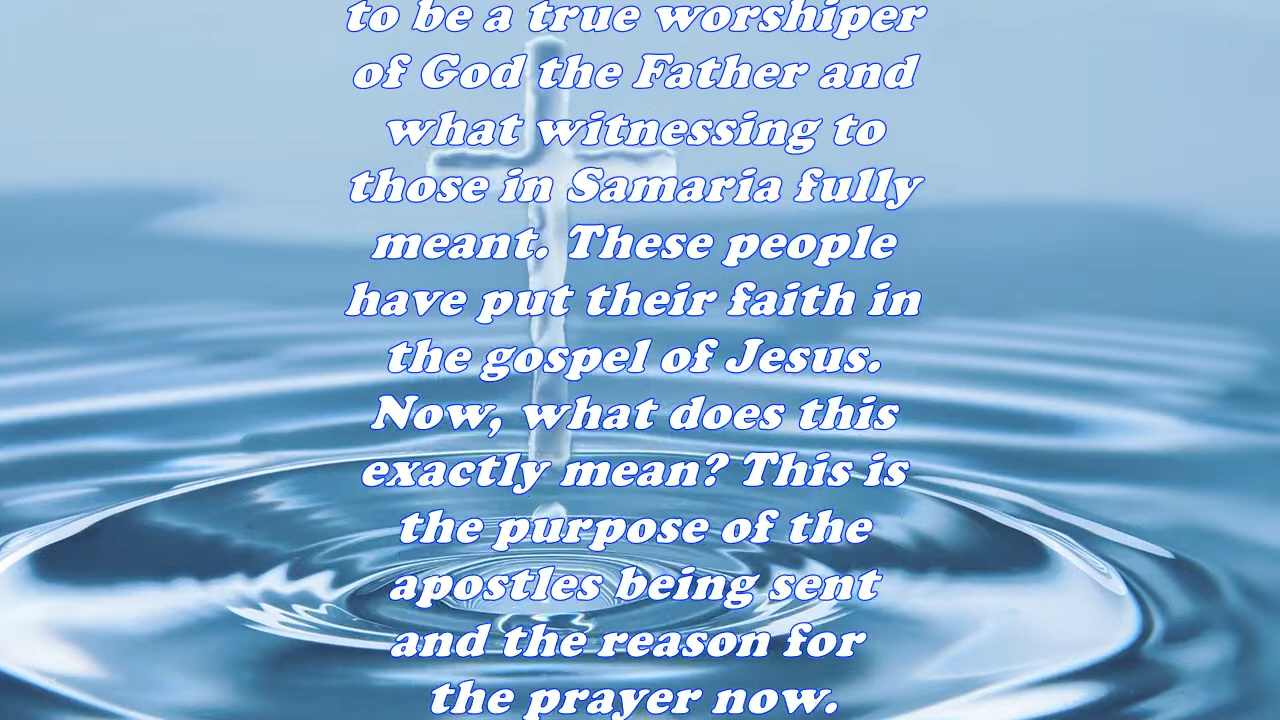 to be a true worshiper
of God the Father and
what witnessing to
those in Samaria fully
meant. These people
have put their faith in
the gospel of Jesus.
Now, what does this
exactly mean? This is
the purpose of the
apostles being sent
and the reason for
the prayer now.